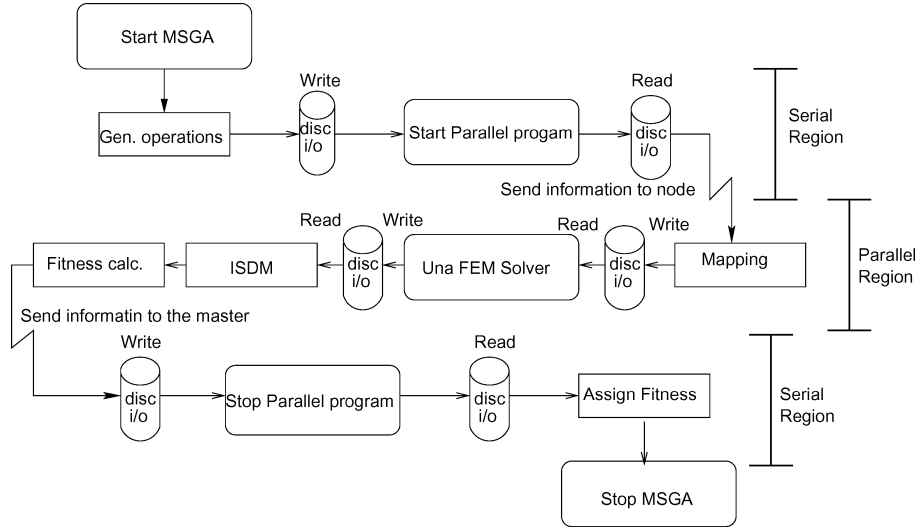 Start MSGA
Write
Read
Gen. operations
disc
i/o
Start Parallel progam
disc
i/o
Serial
Region
Send information to node
Read
Write
Read
Write
Fitness calc.
ISDM
disc
i/o
Una FEM Solver
disc
i/o
Mapping
Parallel
Region
Send informatin to the master
Write
Read
disc
i/o
Stop Parallel program
disc
i/o
Assign Fitness
Serial
Region
Stop MSGA